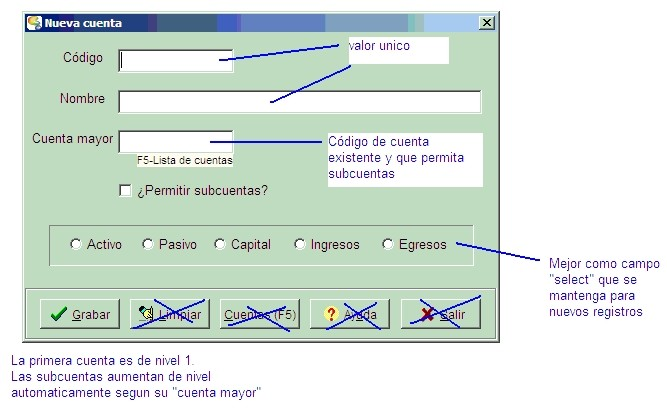 Nueva cuenta
Código
valor unico
Nombre
Cuenta mayor
F5-Lista de cuentas
Código de cuenta
existente y que permita
subcuentas
¿Permitir subcuentas?
Activo Pasivo Capital Ingresos Egresos
Mejor como campo
"select" que se
mantenga para
nuevos registros
Grabar Limpiar Cuentas (F5) Ayuda Salir
La primera cuenta es de nivel 1.
Las subcuentas aumentan de nivel
automaticamente segun su "cuenta mayor"